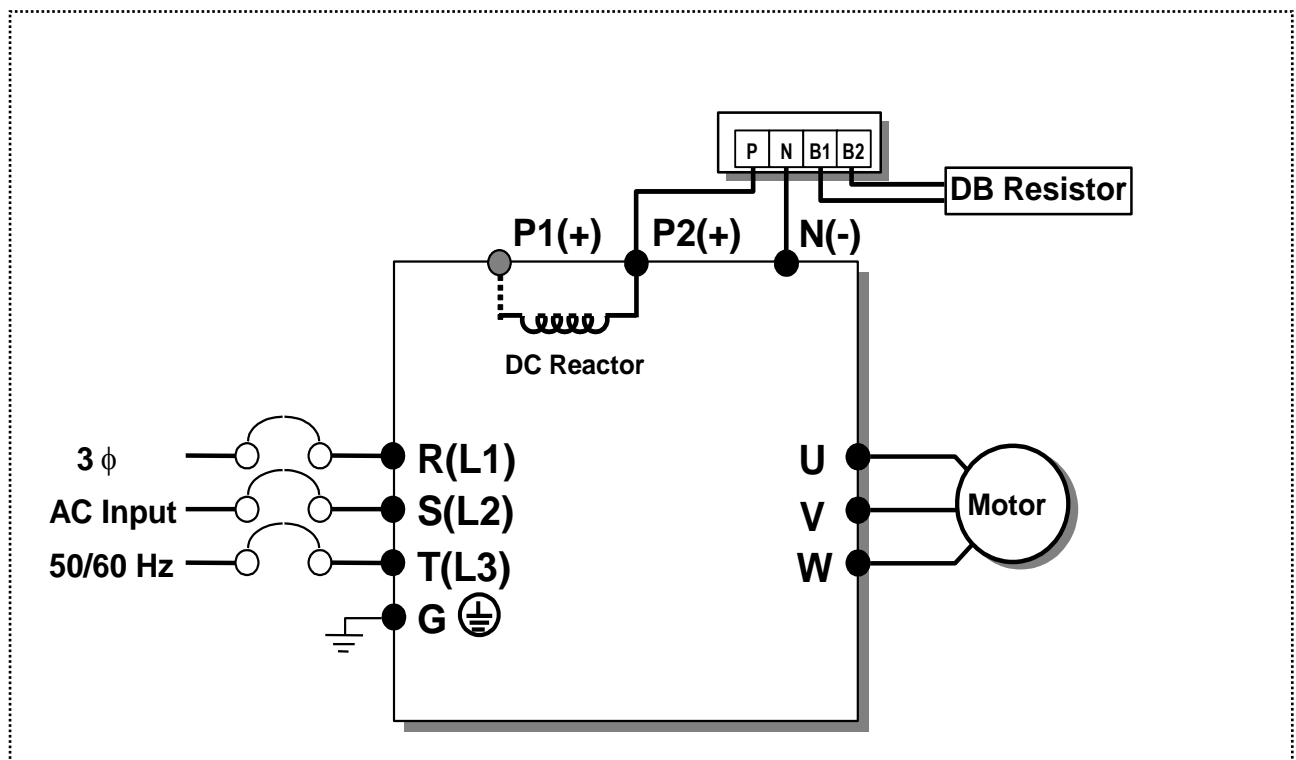 P N B1 B2
DB Resistor
P1(+) P2(+) N(-)
DC Reactor
3 ϕ
AC Input
50/60 Hz
R(L1)
S(L2)
T(L3)
G
U
V
W
Motor